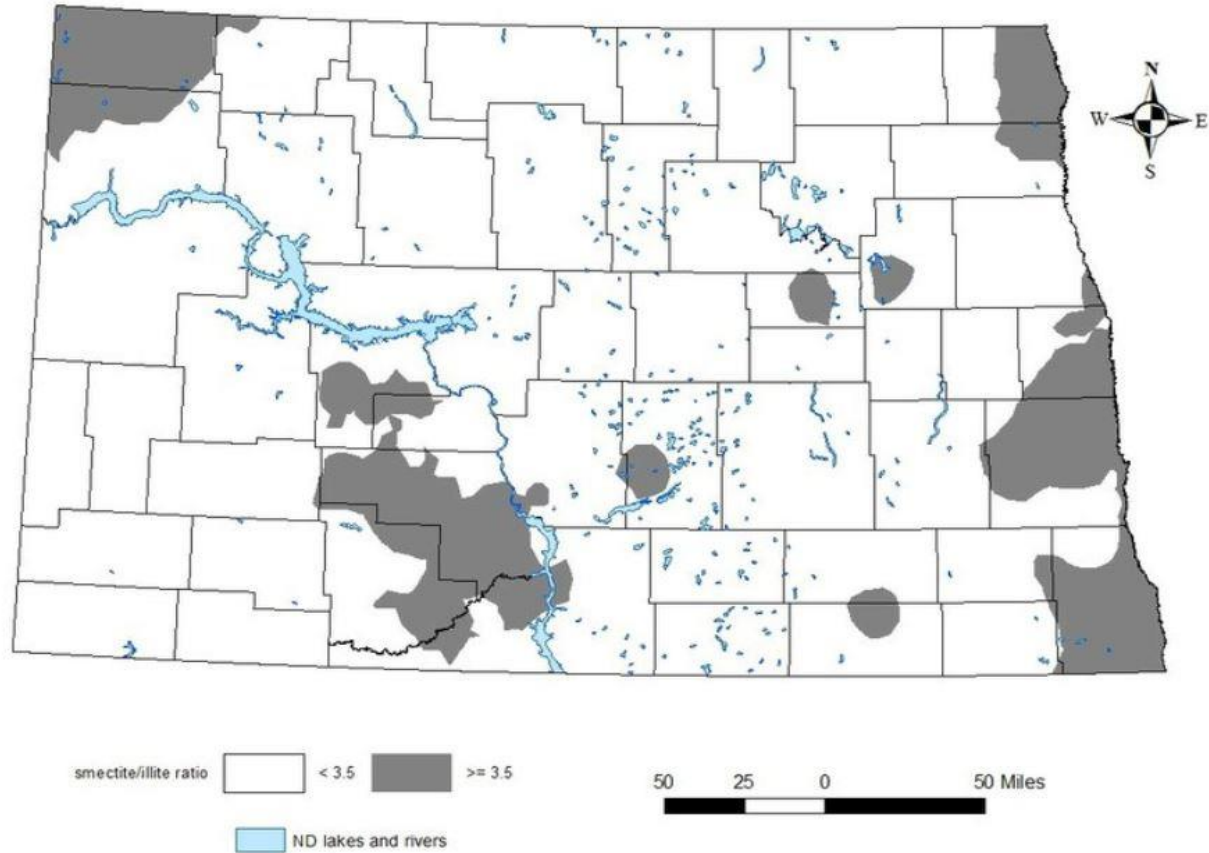 N
W E
S
smectite/illite ratio < 3.5 >= 3.5
50 25 0 50 Miles
ND lakes and rivers